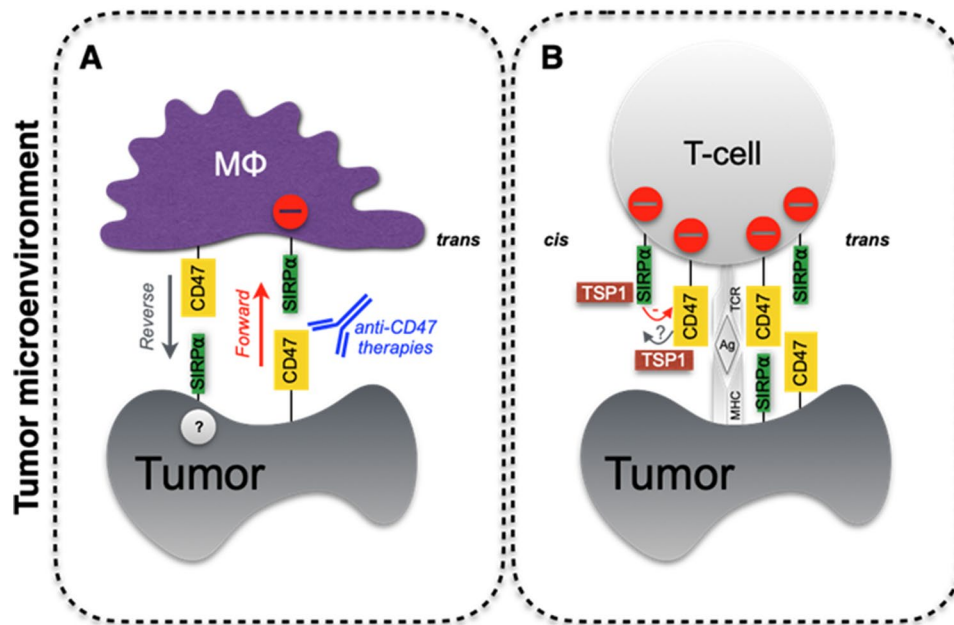 Tumor microenvironment
A
MΦ
−
trans
CD47
SIRPα
Reverse
Forward
anti-CD47
therapies
SIRPα
CD47
?
Tumor
B
T-cell
−
−
−
−
cis
trans
SIRPα
TSP1
CD47
-
?
TSP1
TCR
Ag
MHC
CD47
SIRPα
SIRPα
CD47
Tumor